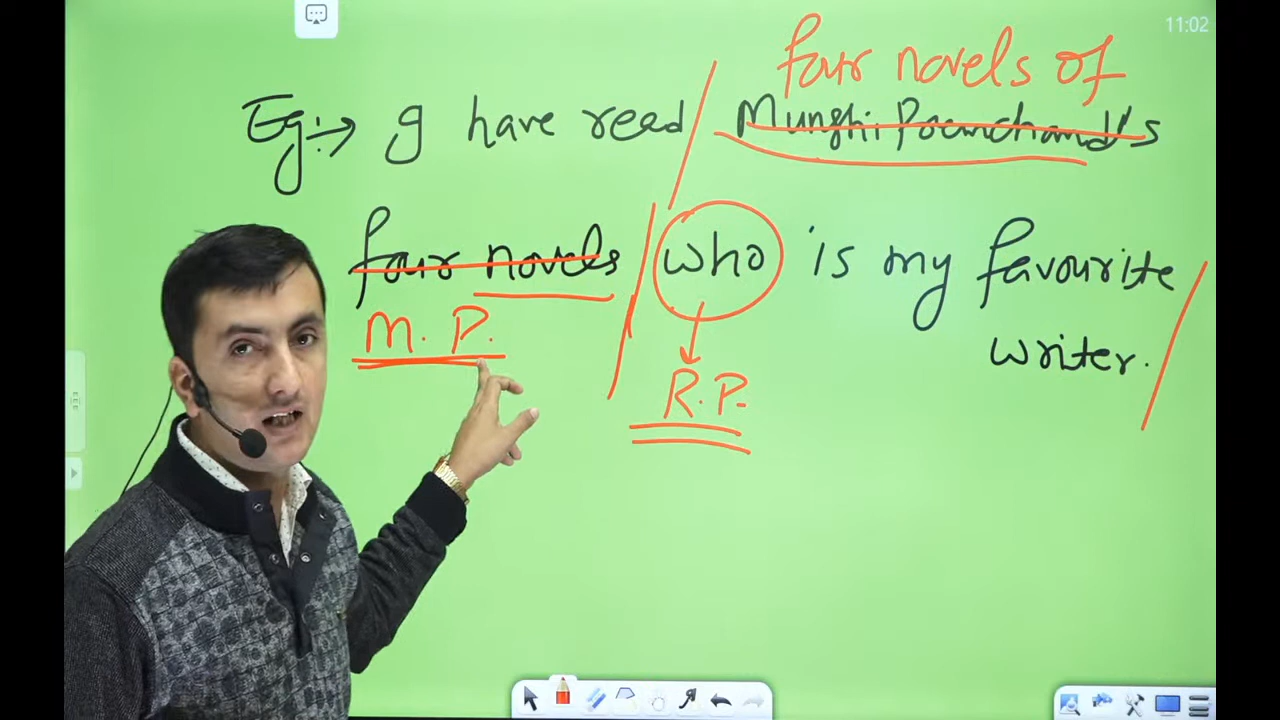 11:02
four novels of
Eg:→ I have read / Munshi Premchand's
four novels / who is my favourite /
M. P.
writer.
R.P.